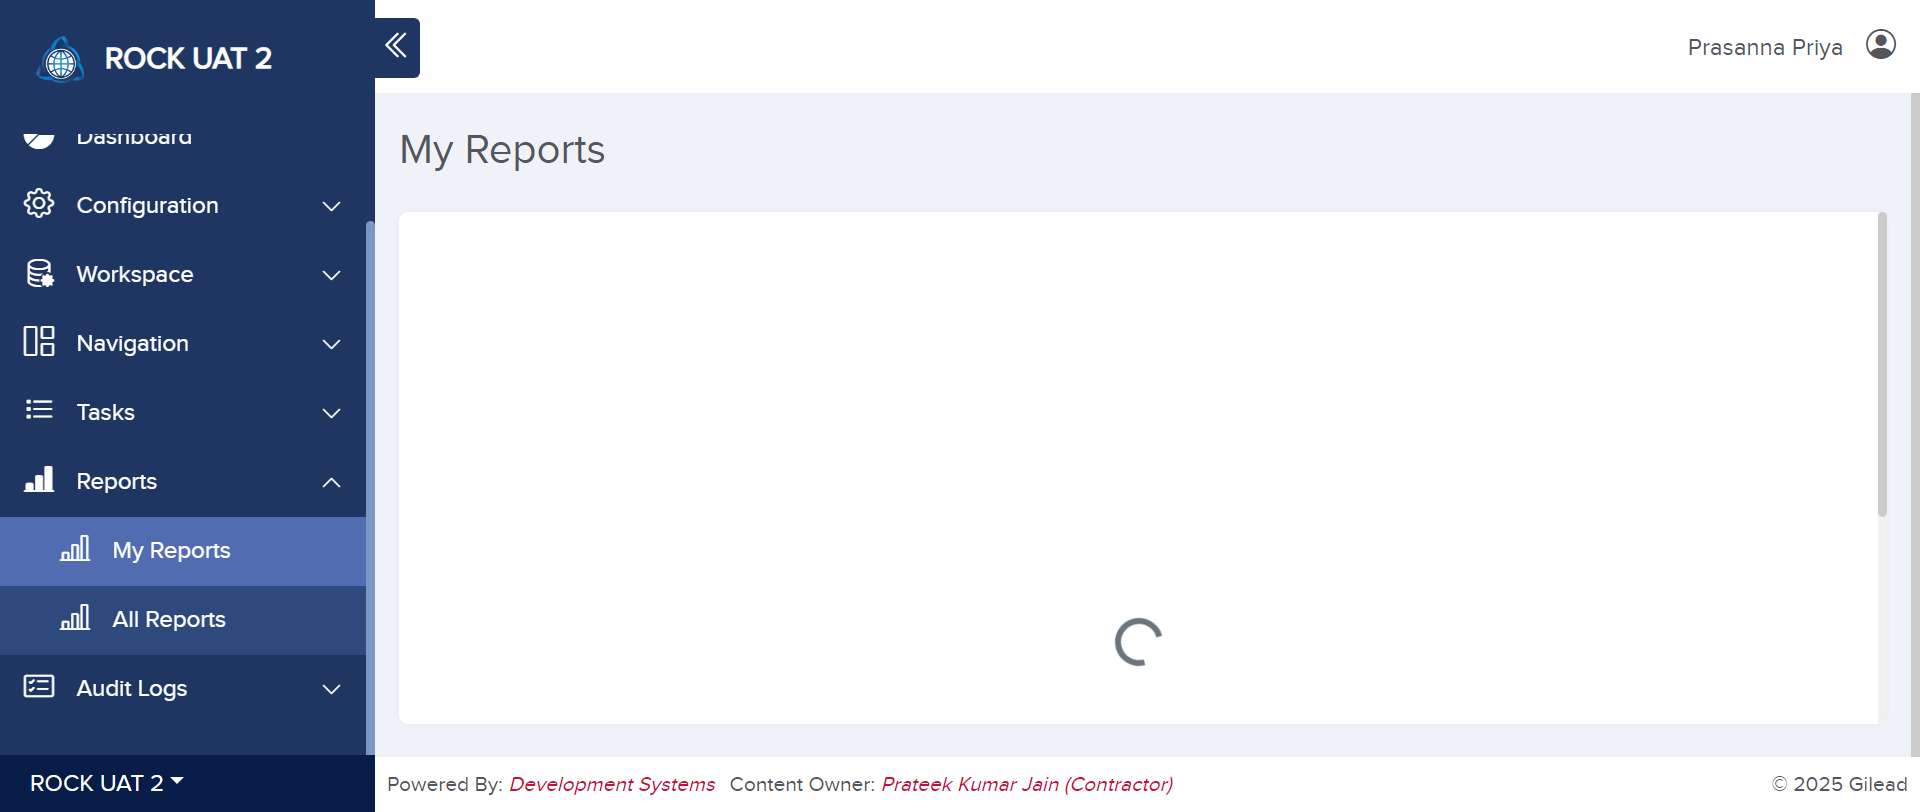 ROCK UAT 2
Prasanna Priya
Dashboard
My Reports
Configuration
Workspace
Navigation
Tasks
Reports
My Reports
All Reports
Audit Logs
ROCK UAT 2
Powered By: Development Systems Content Owner: Prateek Kumar Jain (Contractor)
© 2025 Gilead